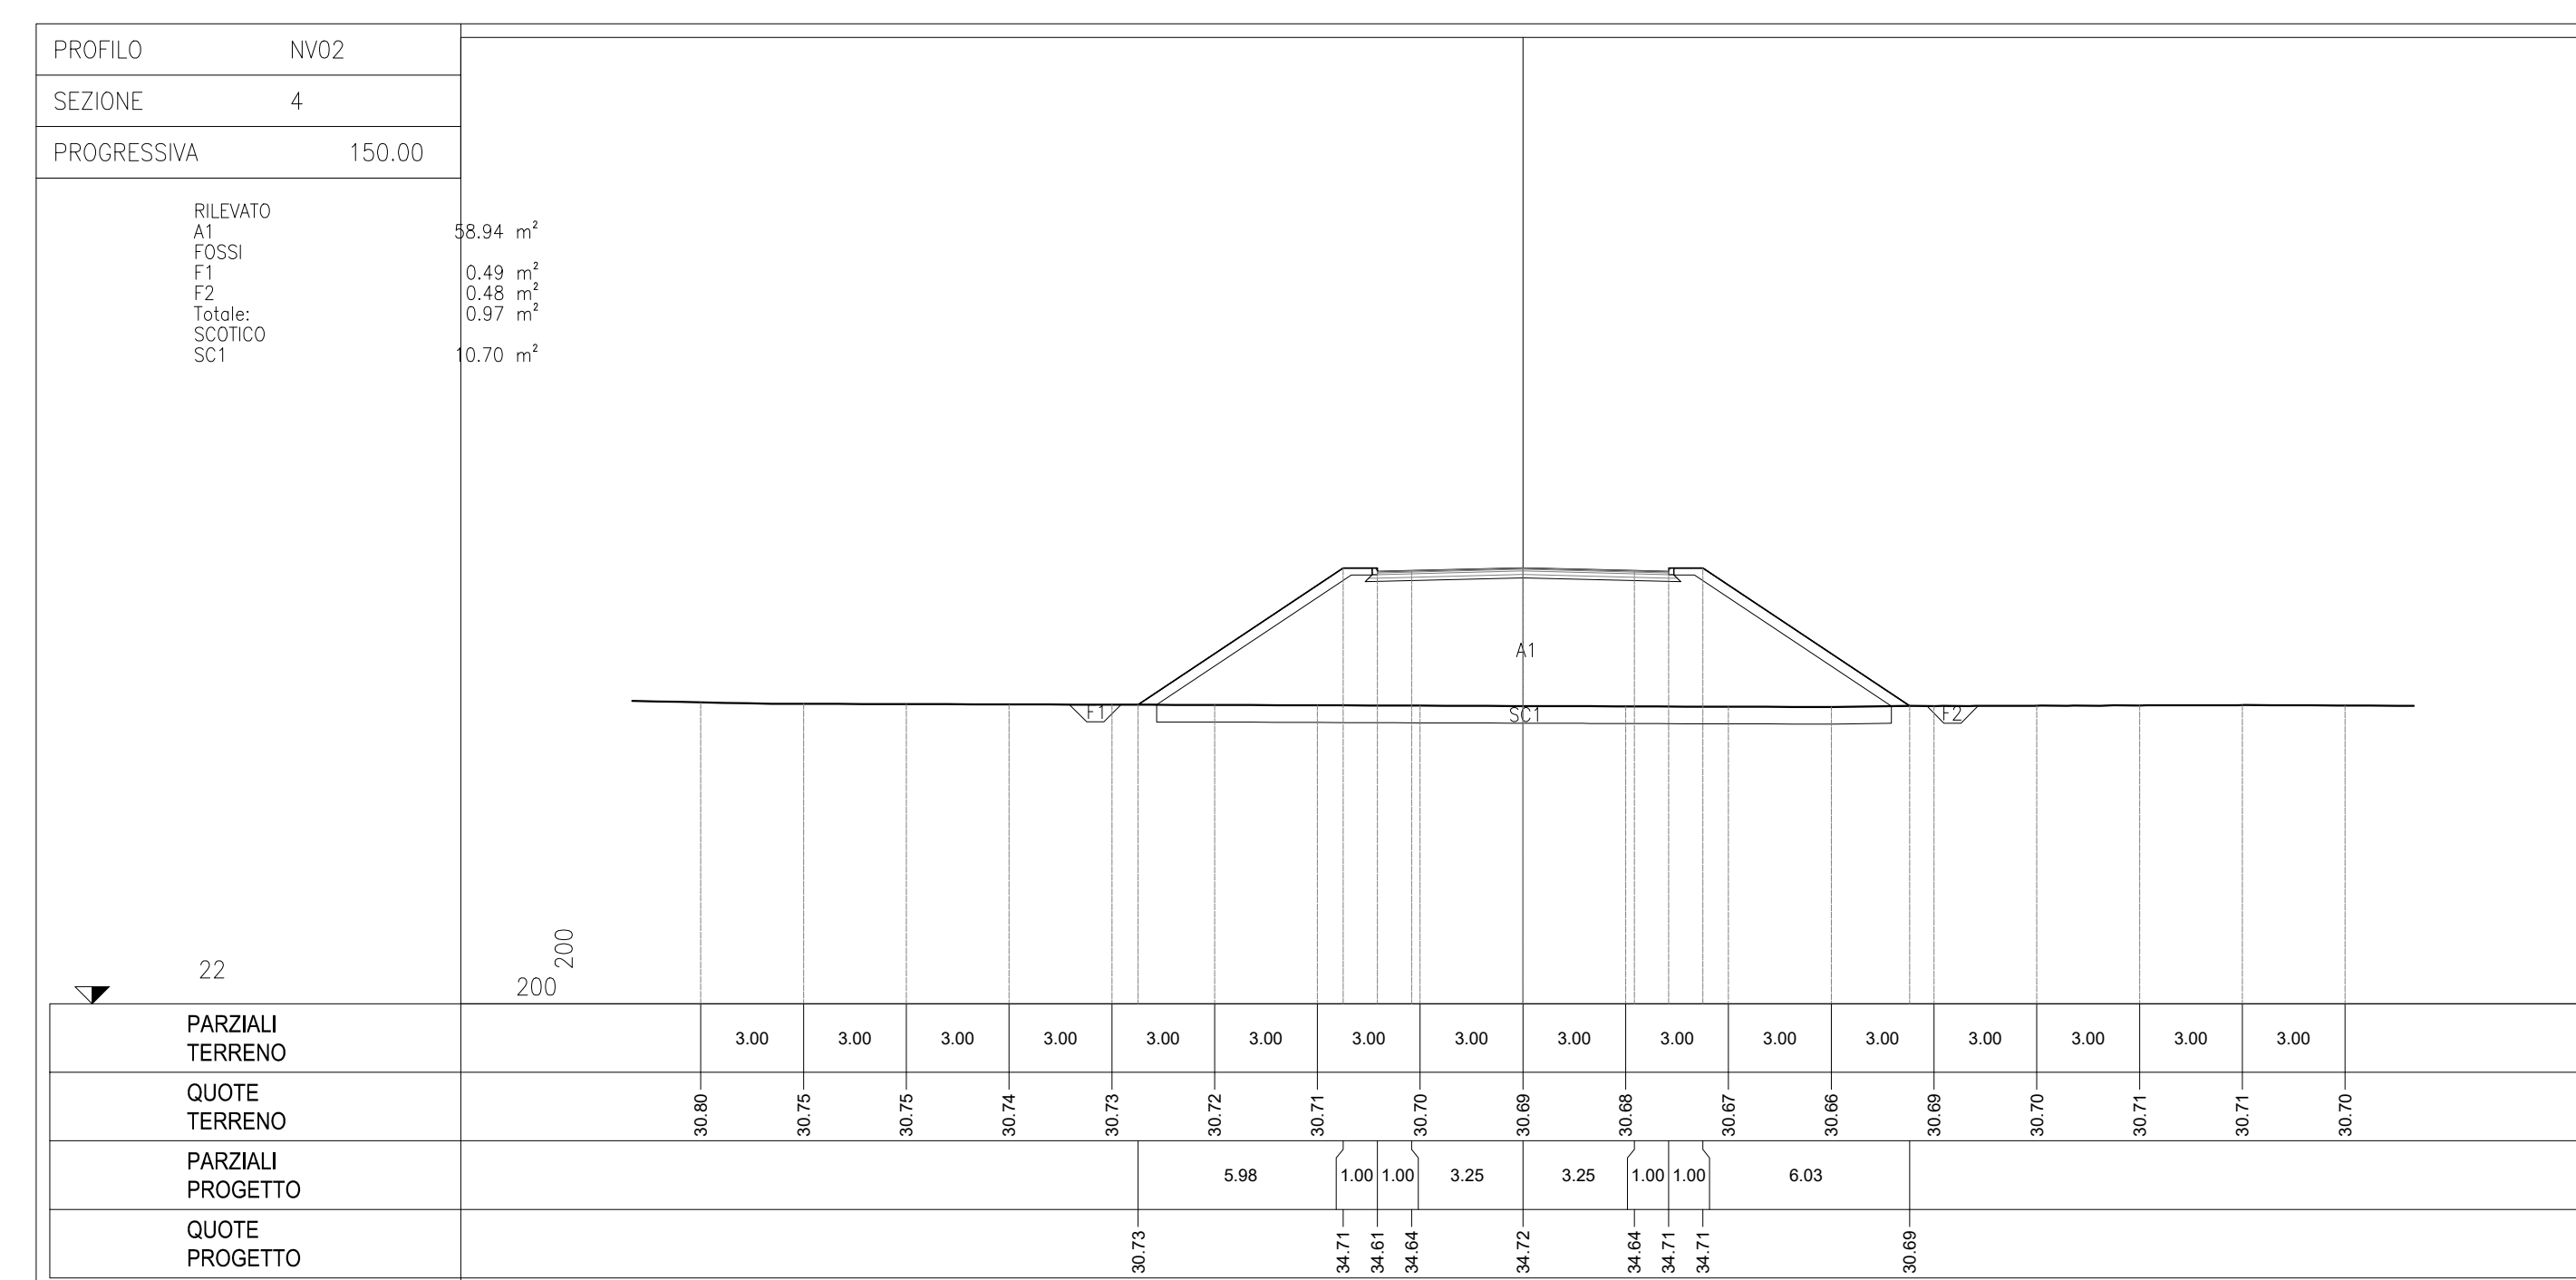 PROFILO NV02
SEZIONE 4
PROGRESSIVA 150.00
RILEVATO
A1 58.94 m²
FOSSI
F1 0.49 m²
F2 0.48 m²
Totale: 0.97 m²
SCOTICO
SC1 10.70 m²
A1
F1 SC1 F2
22
200
200
PARZIALI
TERRENO
3.00 3.00 3.00 3.00 3.00 3.00 3.00 3.00 3.00 3.00 3.00 3.00 3.00 3.00 3.00 3.00
QUOTE
TERRENO
30.80 30.75 30.75 30.74 30.73 30.72 30.71 30.70 30.69 30.68 30.67 30.66 30.69 30.70 30.71 30.71 30.70
PARZIALI
PROGETTO
5.98 1.00 1.00 3.25 3.25 1.00 1.00 6.03
QUOTE
PROGETTO
30.73 34.71 34.61 34.64 34.72 34.64 34.71 34.71 30.69